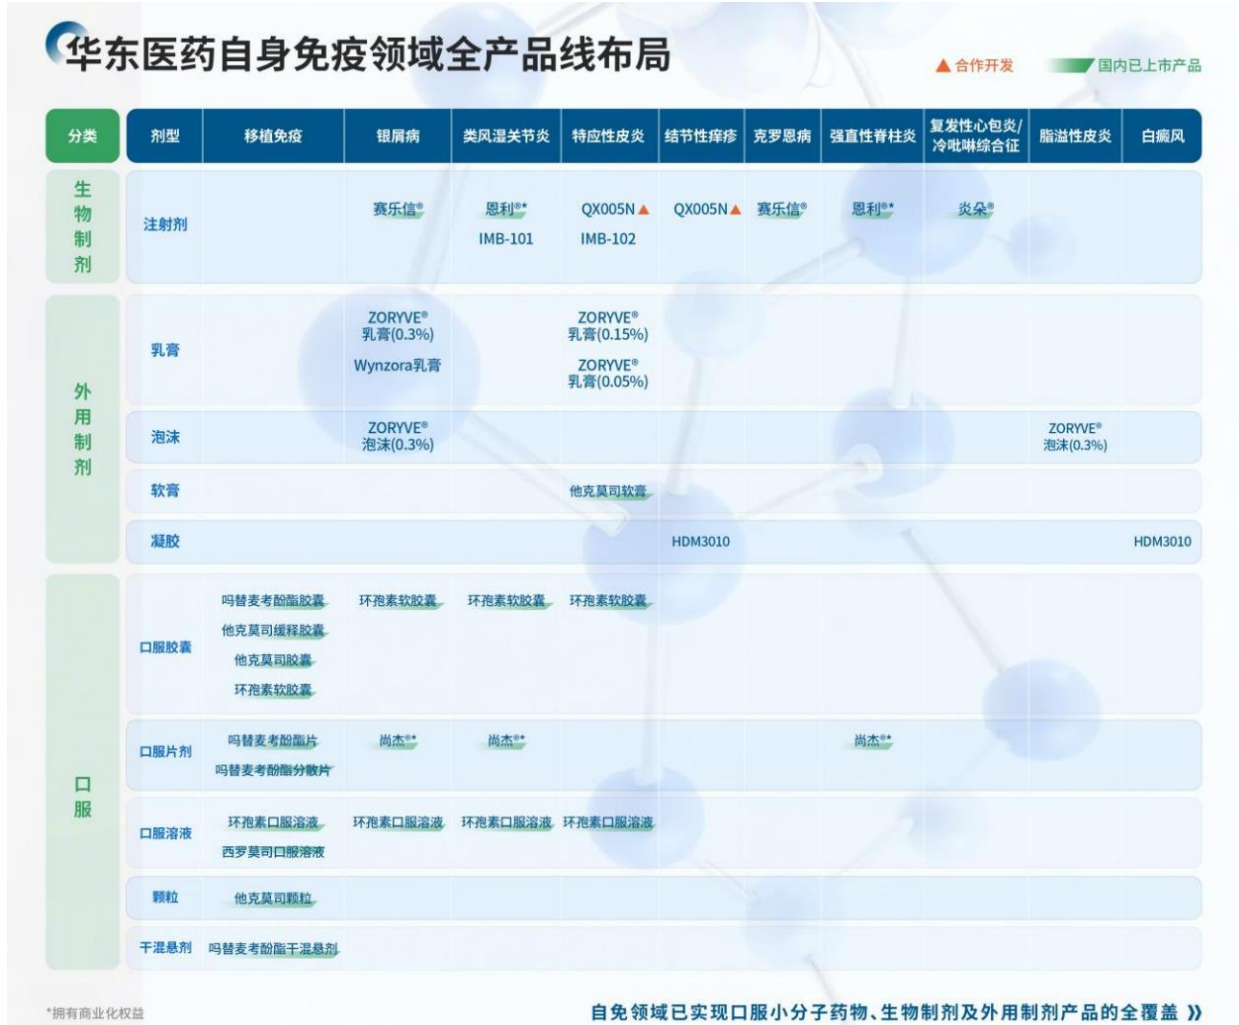 华东医药自身免疫领域全产品线布局
▲合作开发 国内已上市产品
分类 剂型 移植免疫 银屑病 类风湿关节炎 特应性皮炎 结节性痒疹 克罗恩病 强直性脊柱炎 复发性心包炎/ 脂溢性皮炎 白癜风
冷吡啉综合征
生物制剂
注射剂
赛乐信® 恩利®* QX005N▲ QX005N▲ 赛乐信® 恩利®* 炎朵®
IMB-101 IMB-102
外用制剂
乳膏
ZORYVE® ZORYVE®
乳膏(0.3%) 乳膏(0.15%)
Wynzora乳膏 ZORYVE®
乳膏(0.05%)
泡沫
ZORYVE® ZORYVE®
泡沫(0.3%) 泡沫(0.3%)
软膏 他克莫司软膏
凝胶 HDM3010 HDM3010
口服
口服胶囊
吗替麦考酚酯胶囊 环孢素软胶囊 环孢素软胶囊 环孢素软胶囊
他克莫司缓释胶囊
他克莫司胶囊
环孢素软胶囊
口服片剂
吗替麦考酚酯片 尚杰®* 尚杰®* 尚杰®*
吗替麦考酚酯分散片
口服溶液
环孢素口服溶液 环孢素口服溶液 环孢素口服溶液 环孢素口服溶液
西罗莫司口服溶液
颗粒 他克莫司颗粒
干混悬剂 吗替麦考酚酯干混悬剂
*拥有商业化权益
自免领域已实现口服小分子药物、生物制剂及外用制剂产品的全覆盖 》